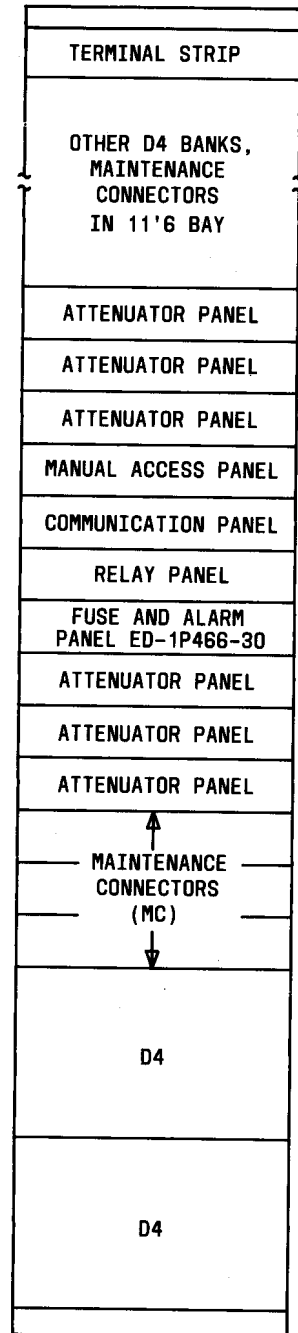 TERMINAL STRIP
OTHER D4 BANKS,
MAINTENANCE
CONNECTORS
IN 11'6 BAY
ATTENUATOR PANEL
ATTENUATOR PANEL
ATTENUATOR PANEL
MANUAL ACCESS PANEL
COMMUNICATION PANEL
RELAY PANEL
FUSE AND ALARM
PANEL ED-1P466-30
ATTENUATOR PANEL
ATTENUATOR PANEL
ATTENUATOR PANEL
MAINTENANCE
CONNECTORS
(MC)
D4
D4